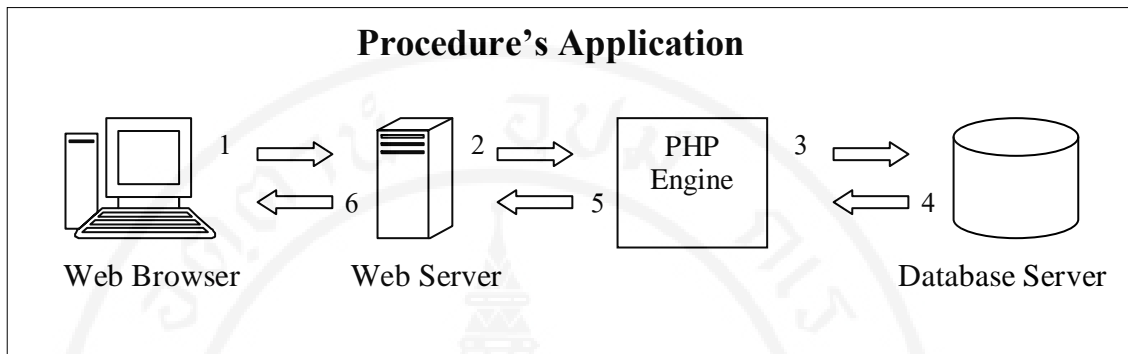 Procedure's Application
1
2
PHP
Engine
3
6
5
4
Web Browser
Web Server
Database Server